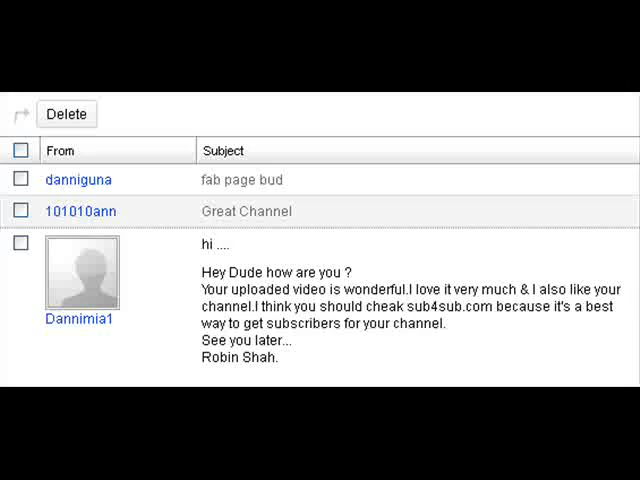 Delete
From Subject
danniguna fab page bud
101010ann Great Channel
hi ....
Hey Dude how are you ?
Your uploaded video is wonderful.I love it very much & I also like your
channel.I think you should cheak sub4sub.com because it's a best
way to get subscribers for your channel.
See you later...
Robin Shah.
Dannimia1